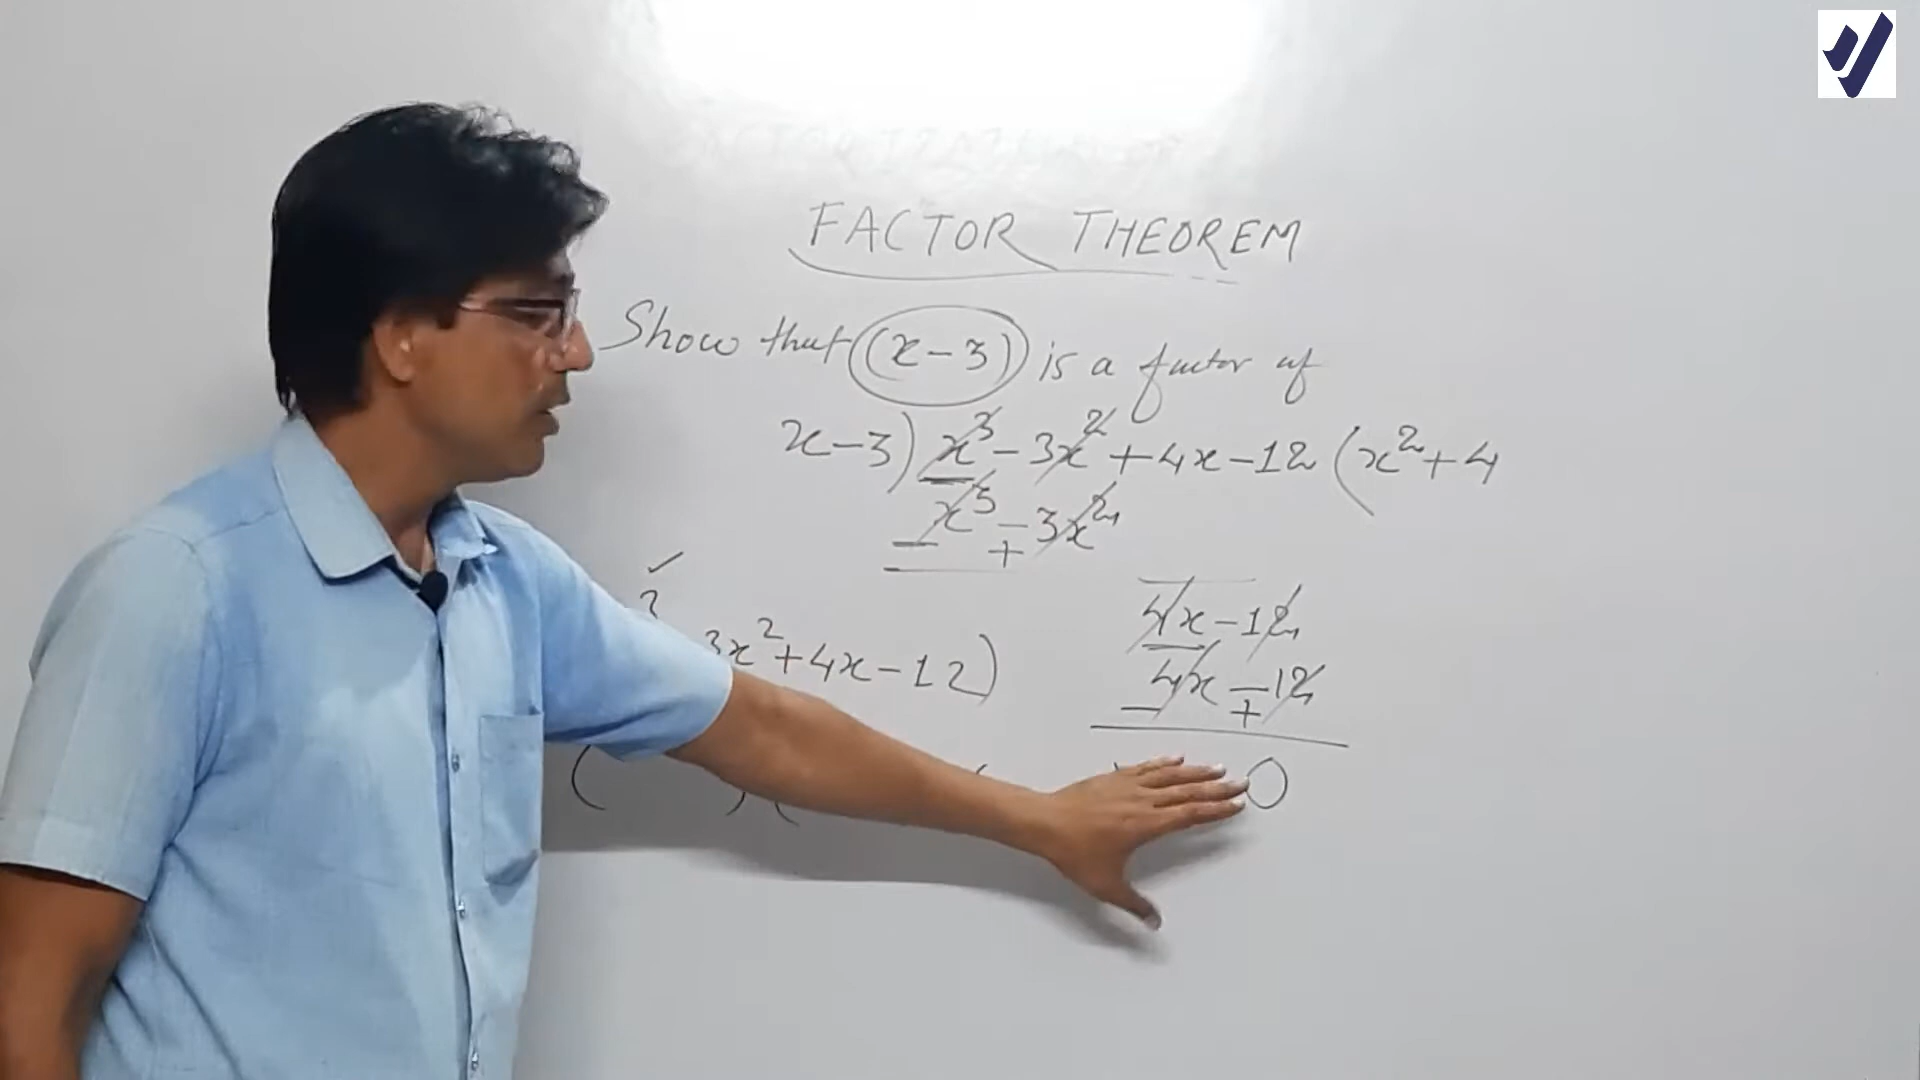 FACTOR THEOREM
Show that (x-3) is a factor of
x-3) x³ - 3x² + 4x - 12 (x² + 4
x³ - 3x²
- +
4x - 12
4x - 12
- +
0
3x² + 4x - 12)
( ) (